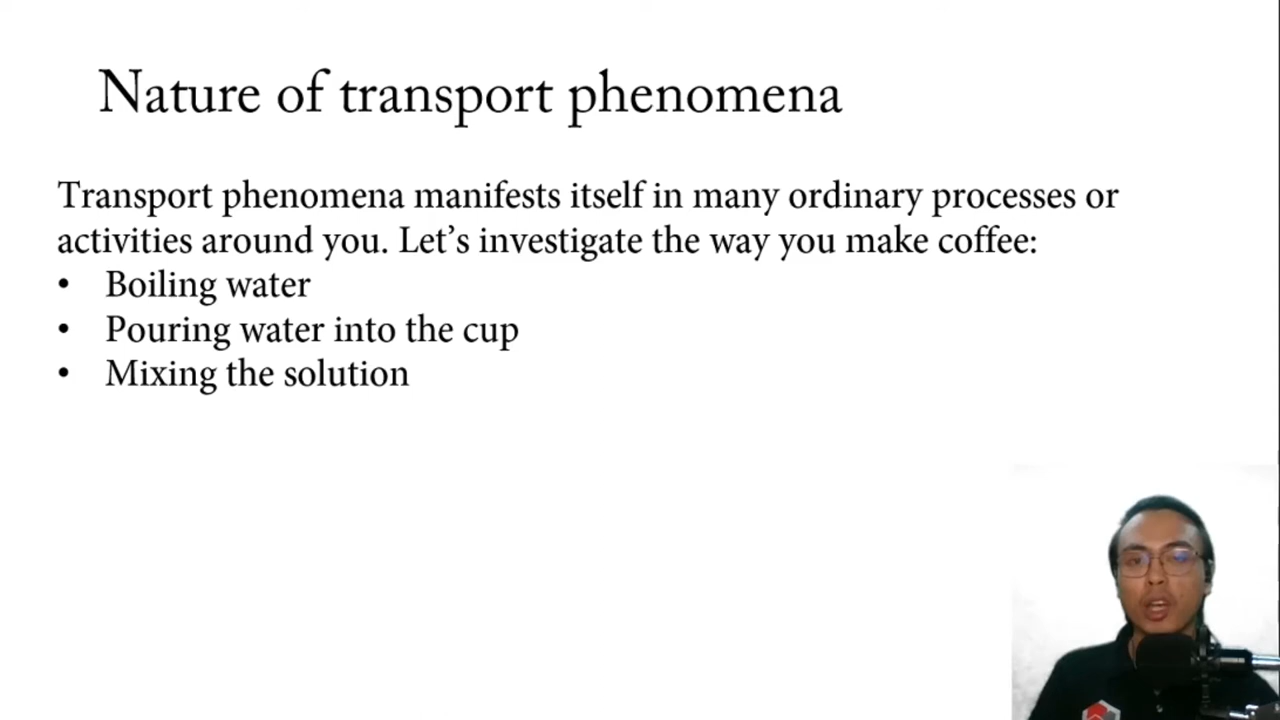 Nature of transport phenomena
Transport phenomena manifests itself in many ordinary processes or
activities around you. Let’s investigate the way you make coffee:
• Boiling water
• Pouring water into the cup
• Mixing the solution